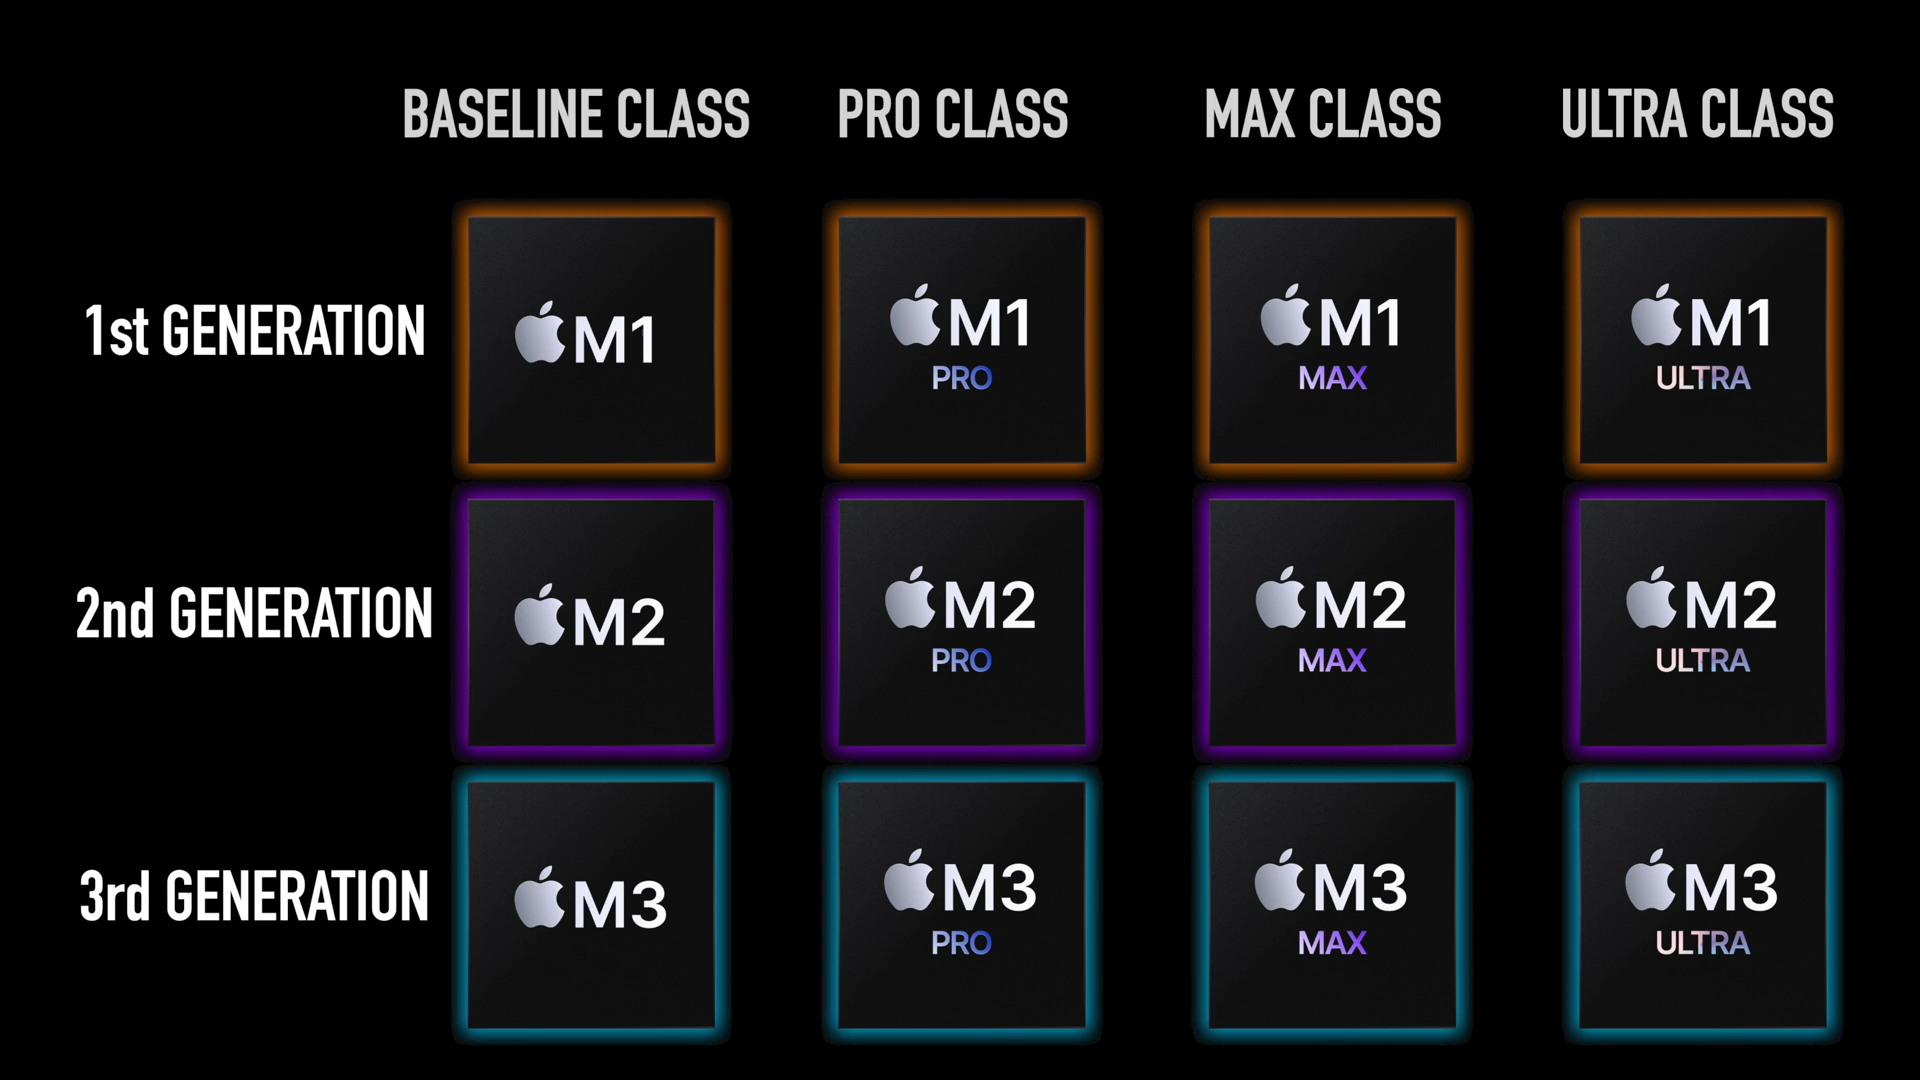 BASELINE CLASS PRO CLASS MAX CLASS ULTRA CLASS
1st GENERATION
M1
M1
PRO
M1
MAX
M1
ULTRA
2nd GENERATION
M2
M2
PRO
M2
MAX
M2
ULTRA
3rd GENERATION
M3
M3
PRO
M3
MAX
M3
ULTRA